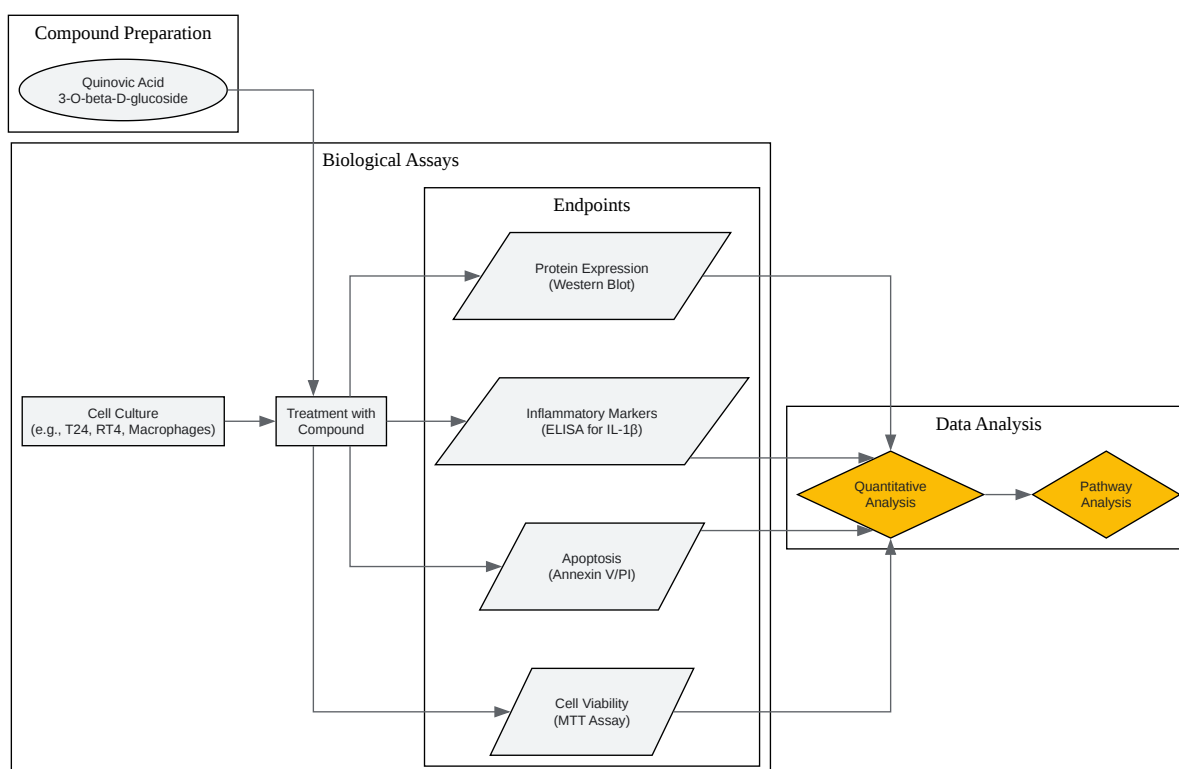 Compound Preparation
Quinovic Acid
3-O-beta-D-glucoside
Biological Assays
Endpoints
Protein Expression
(Western Blot)
Cell Culture
(e.g., T24, RT4, Macrophages)
Treatment with
Compound
Inflammatory Markers
(ELISA for IL-1β)
Data Analysis
Quantitative
Analysis
Pathway
Analysis
Apoptosis
(Annexin V/PI)
Cell Viability
(MTT Assay)